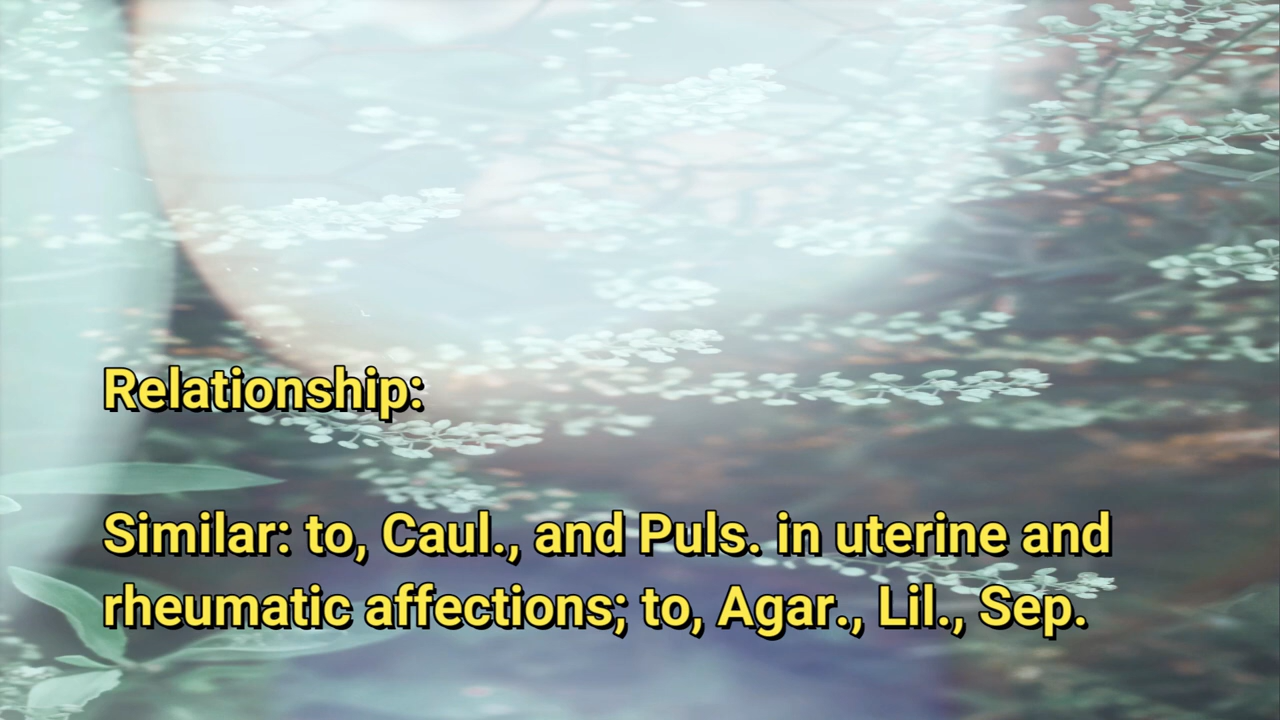 Relationship:
Similar: to, Caul., and Puls. in uterine and
rheumatic affections; to, Agar., Lil., Sep.